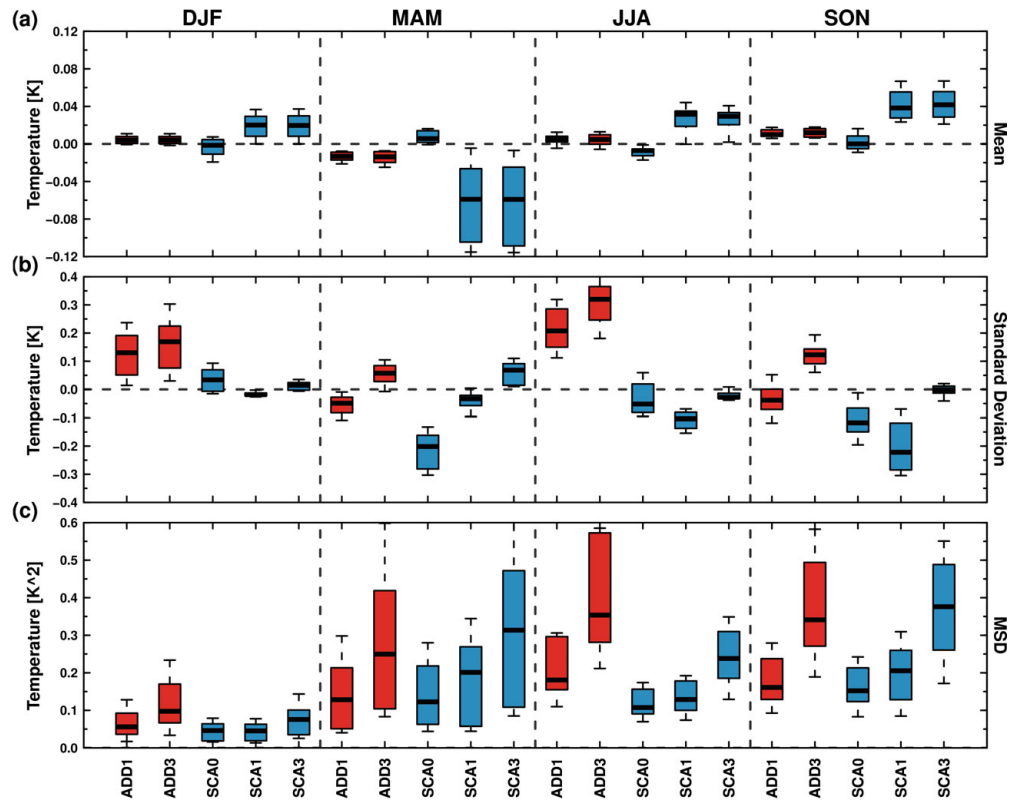 (a) DJF MAM JJA SON
0.12
0.08
0.04
0.00
−0.04
−0.08
−0.12
Temperature [K]
Mean
(b)
0.4
0.3
0.2
0.1
0.0
−0.1
−0.2
−0.3
−0.4
Temperature [K]
Standard Deviation
(c)
0.6
0.5
0.4
0.3
0.2
0.1
0.0
Temperature [K^2]
MSD
ADD1 ADD3 SCA0 SCA1 SCA3 ADD1 ADD3 SCA0 SCA1 SCA3 ADD1 ADD3 SCA0 SCA1 SCA3 ADD1 ADD3 SCA0 SCA1 SCA3